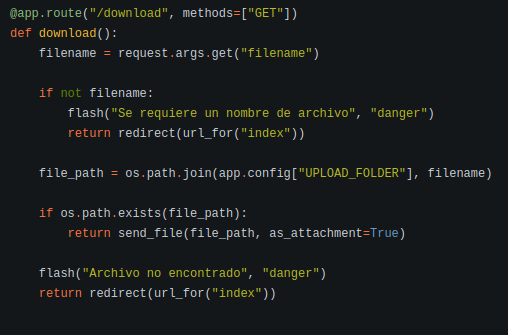 @app.route("/download", methods=["GET"])
def download():
    filename = request.args.get("filename")

    if not filename:
        flash("Se requiere un nombre de archivo", "danger")
        return redirect(url_for("index"))

    file_path = os.path.join(app.config["UPLOAD_FOLDER"], filename)

    if os.path.exists(file_path):
        return send_file(file_path, as_attachment=True)

    flash("Archivo no encontrado", "danger")
    return redirect(url_for("index"))